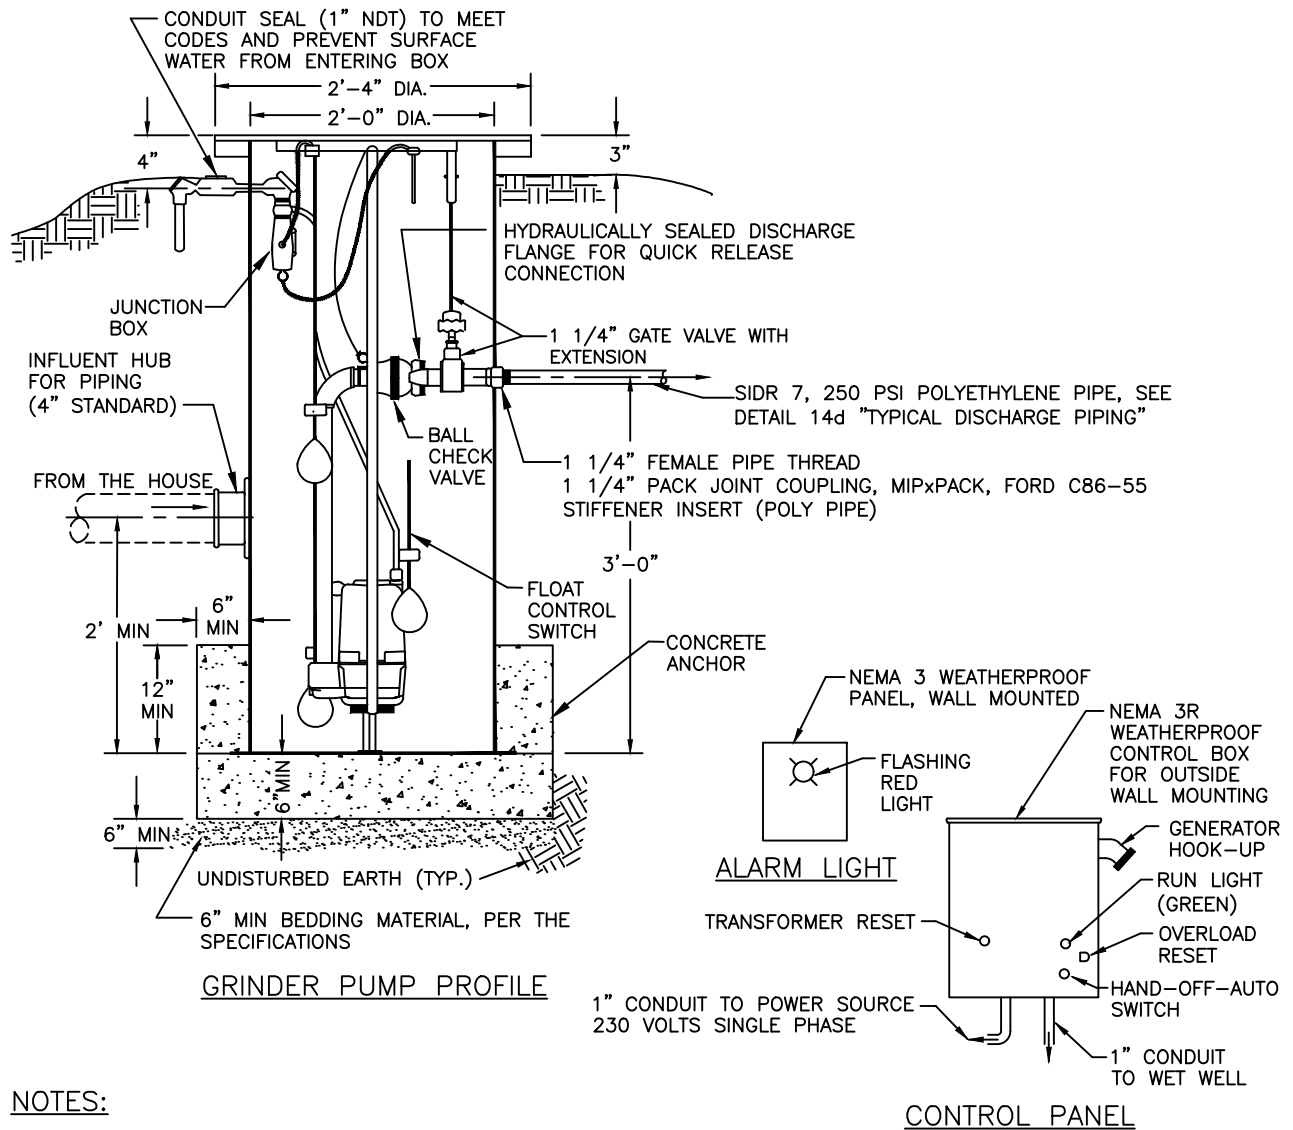 CONDUIT SEAL (1" NDT) TO MEET
CODES AND PREVENT SURFACE
WATER FROM ENTERING BOX
2'-4" DIA.
2'-0" DIA.
4"
3"
HYDRAULICALLY SEALED DISCHARGE
FLANGE FOR QUICK RELEASE
CONNECTION
JUNCTION
BOX
1 1/4" GATE VALVE WITH
EXTENSION
INFLUENT HUB
FOR PIPING
(4" STANDARD)
SIDR 7, 250 PSI POLYETHYLENE PIPE, SEE
DETAIL 14d "TYPICAL DISCHARGE PIPING"
BALL
CHECK
VALVE
FROM THE HOUSE
1 1/4" FEMALE PIPE THREAD
1 1/4" PACK JOINT COUPLING, MIPxPACK, FORD C86-55
STIFFENER INSERT (POLY PIPE)
3'-0"
FLOAT
CONTROL
SWITCH
6"
MIN
2' MIN
CONCRETE
ANCHOR
12"
MIN
6" MIN
6" MIN
UNDISTURBED EARTH (TYP.)
6" MIN BEDDING MATERIAL, PER THE
SPECIFICATIONS
GRINDER PUMP PROFILE
NEMA 3 WEATHERPROOF
PANEL, WALL MOUNTED
FLASHING
RED
LIGHT
ALARM LIGHT
NEMA 3R
WEATHERPROOF
CONTROL BOX
FOR OUTSIDE
WALL MOUNTING
GENERATOR
HOOK-UP
RUN LIGHT
(GREEN)
TRANSFORMER RESET
OVERLOAD
RESET
HAND-OFF-AUTO
SWITCH
1" CONDUIT TO POWER SOURCE
230 VOLTS SINGLE PHASE
1" CONDUIT
TO WET WELL
CONTROL PANEL
NOTES: